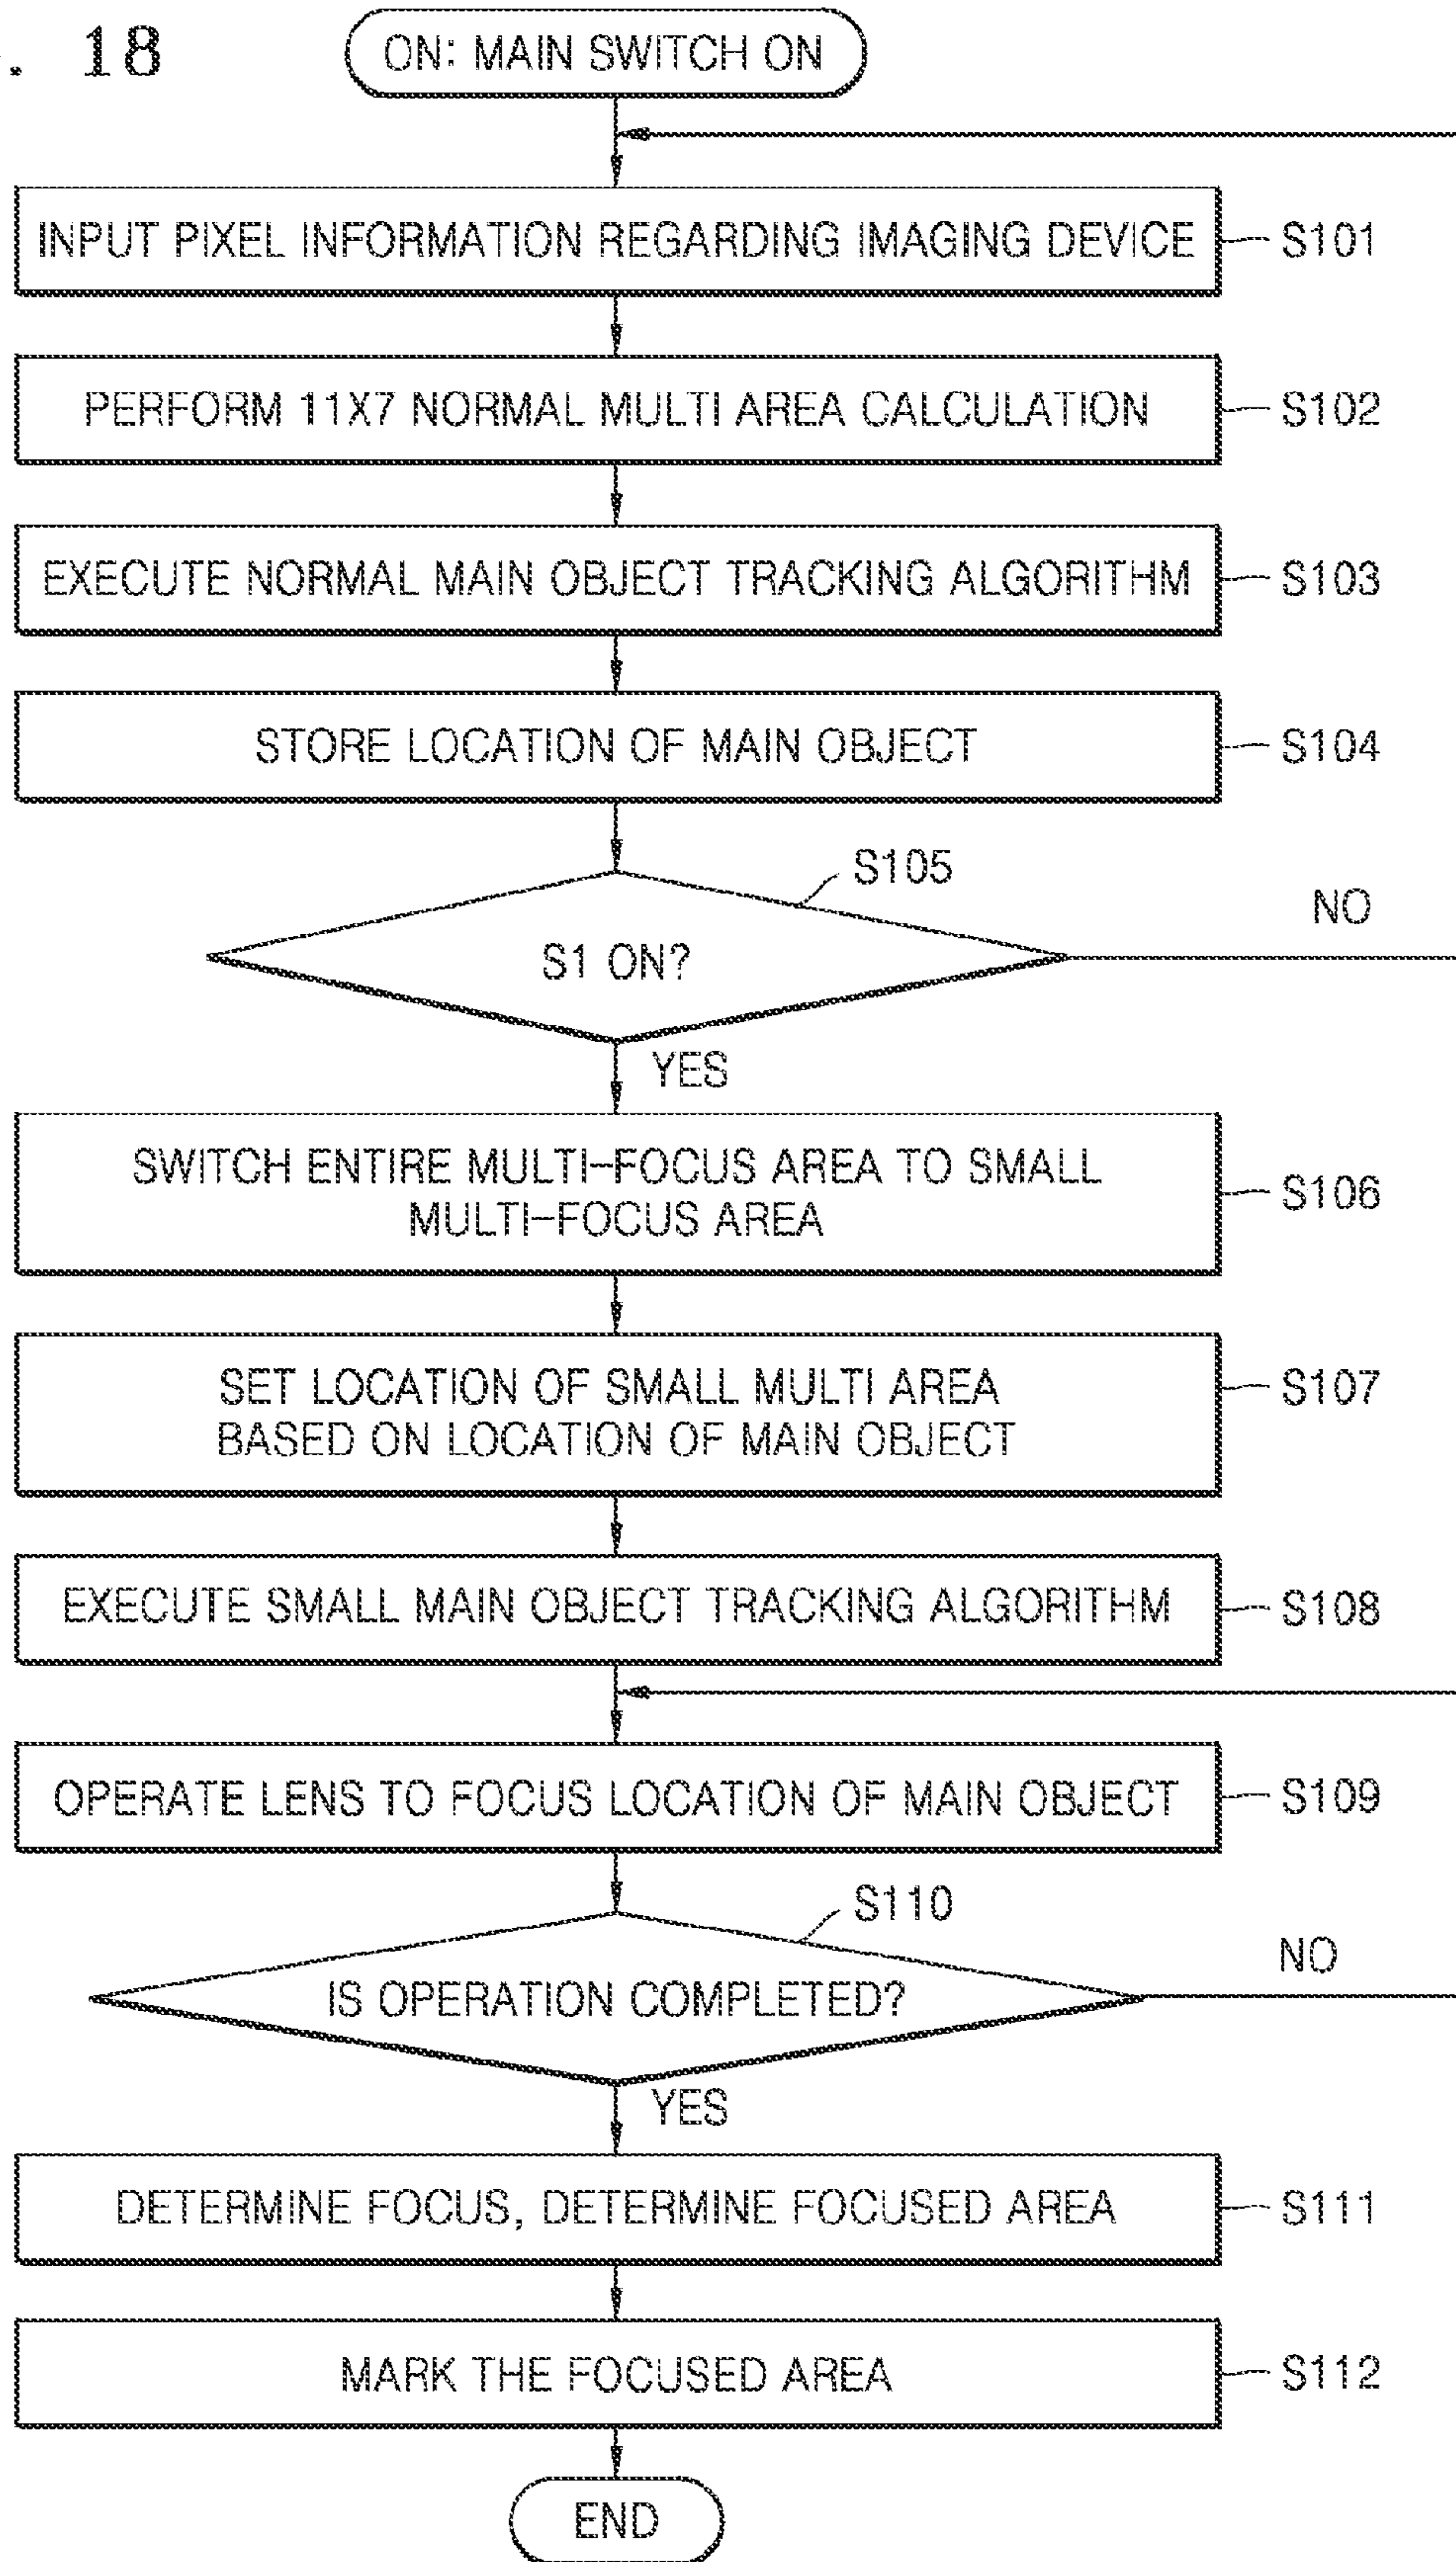 . 18
ON: MAIN SWITCH ON
INPUT PIXEL INFORMATION REGARDING IMAGING DEVICE
S101
PERFORM 11X7 NORMAL MULTI AREA CALCULATION
S102
EXECUTE NORMAL MAIN OBJECT TRACKING ALGORITHM
S103
STORE LOCATION OF MAIN OBJECT
S104
S105
S1 ON?
NO
YES
SWITCH ENTIRE MULTI-FOCUS AREA TO SMALL
MULTI-FOCUS AREA
S106
SET LOCATION OF SMALL MULTI AREA
BASED ON LOCATION OF MAIN OBJECT
S107
EXECUTE SMALL MAIN OBJECT TRACKING ALGORITHM
S108
OPERATE LENS TO FOCUS LOCATION OF MAIN OBJECT
S109
S110
IS OPERATION COMPLETED?
NO
YES
DETERMINE FOCUS, DETERMINE FOCUSED AREA
S111
MARK THE FOCUSED AREA
S112
END